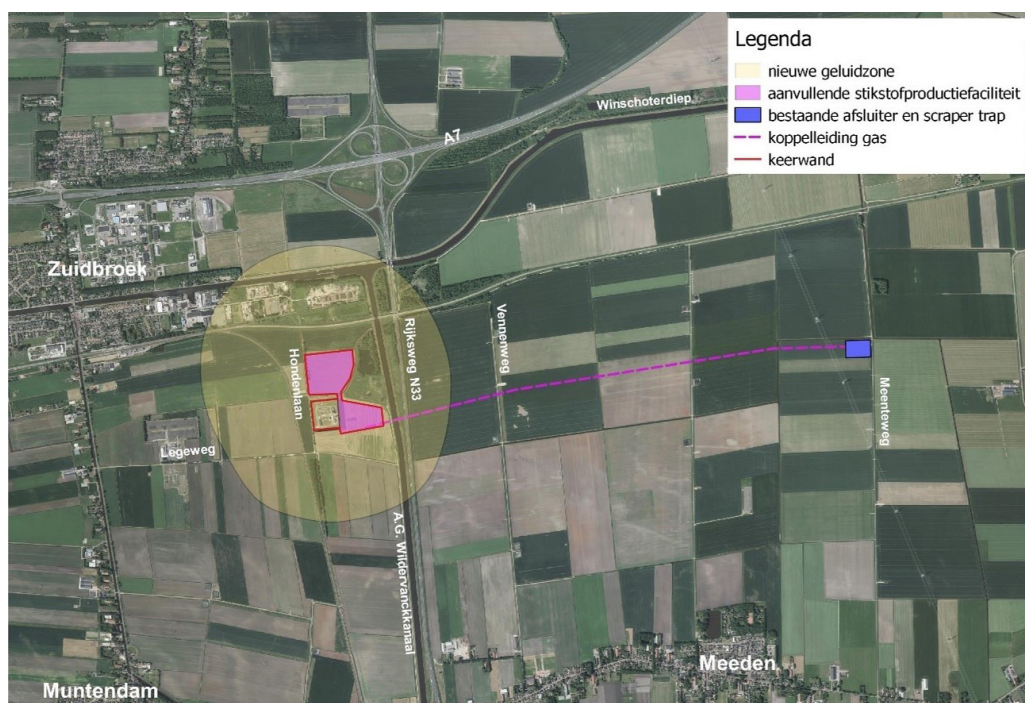 Legenda
nieuwe geluidzone
aanvullende stikstofproductiefaciliteit
bestaande afsluiter en scraper trap
koppelleiding gas
keerwand
Winschoterdiep
A7
Zuidbroek
Hondenlaan
Rijksweg N33
Vennenweg
Meenteweg
Legeweg
A.G. Wildervanckkanaal
Meeden
Muntendam